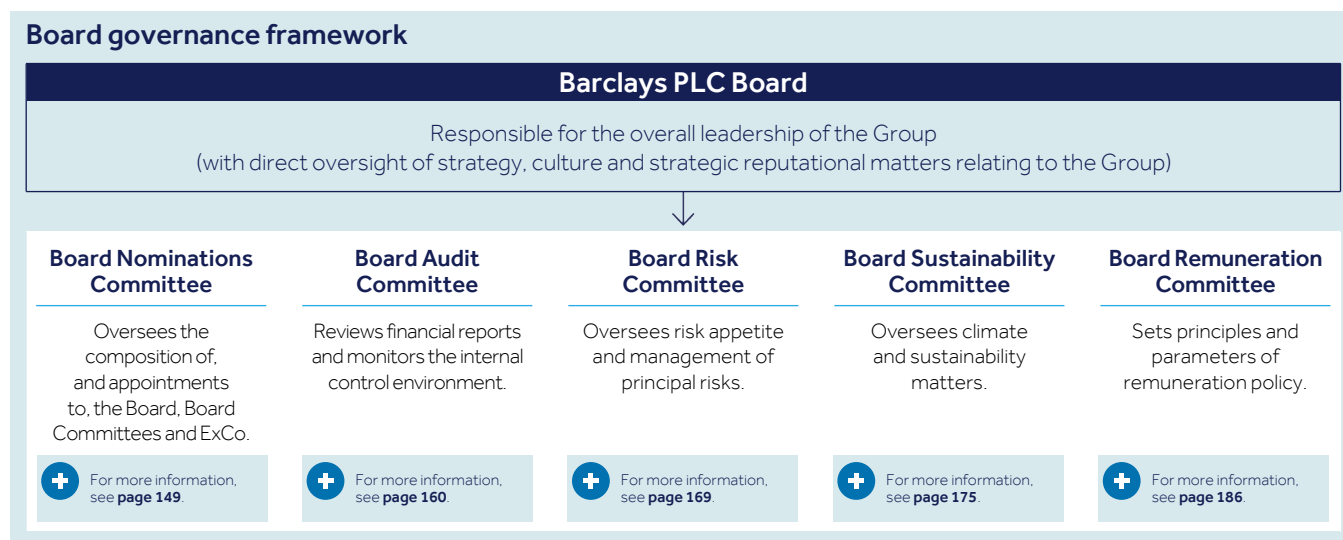 Board governance framework
Barclays PLC Board
Responsible for the overall leadership of the Group
(with direct oversight of strategy, culture and strategic reputational matters relating to the Group)
Board Nominations
Committee
Oversees the
composition of,
and appointments
to, the Board, Board
Committees and ExCo.
For more information,
see page 149.
Board Audit
Committee
Reviews financial reports
and monitors the internal
control environment.
For more information,
see page 160.
Board Risk
Committee
Oversees risk appetite
and management of
principal risks.
For more information,
see page 169.
Board Sustainability
Committee
Oversees climate
and sustainability
matters.
For more information,
see page 175.
Board Remuneration
Committee
Sets principles and
parameters of
remuneration policy.
For more information,
see page 186.